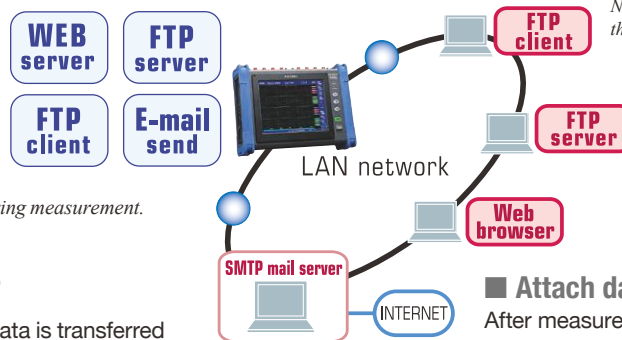 WEB
server
FTP
server
FTP
client
E-mail
send
LAN network
FTP
client
FTP
server
Web
browser
SMTP mail server
INTERNET
ing measurement.
ata is transferred
■ Attach da
After measure